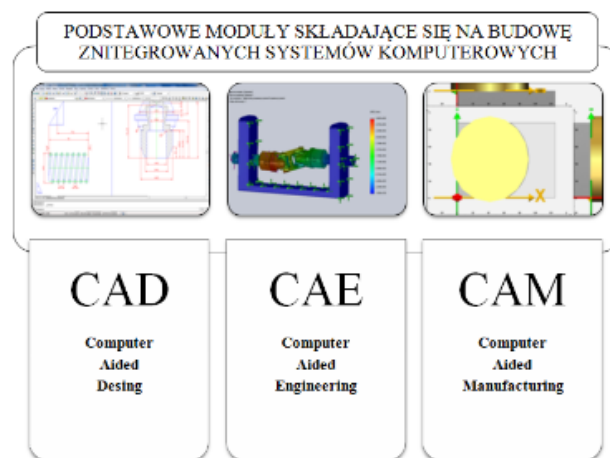 PODSTAWOWE MODUŁY SKŁADAJĄCE SIĘ NA BUDOWĘ
ZNITEGROWANYCH SYSTEMÓW KOMPUTEROWYCH
X
CAD
Computer
Aided
Desing
CAE
Computer
Aided
Engineering
CAM
Computer
Aided
Manufacturing